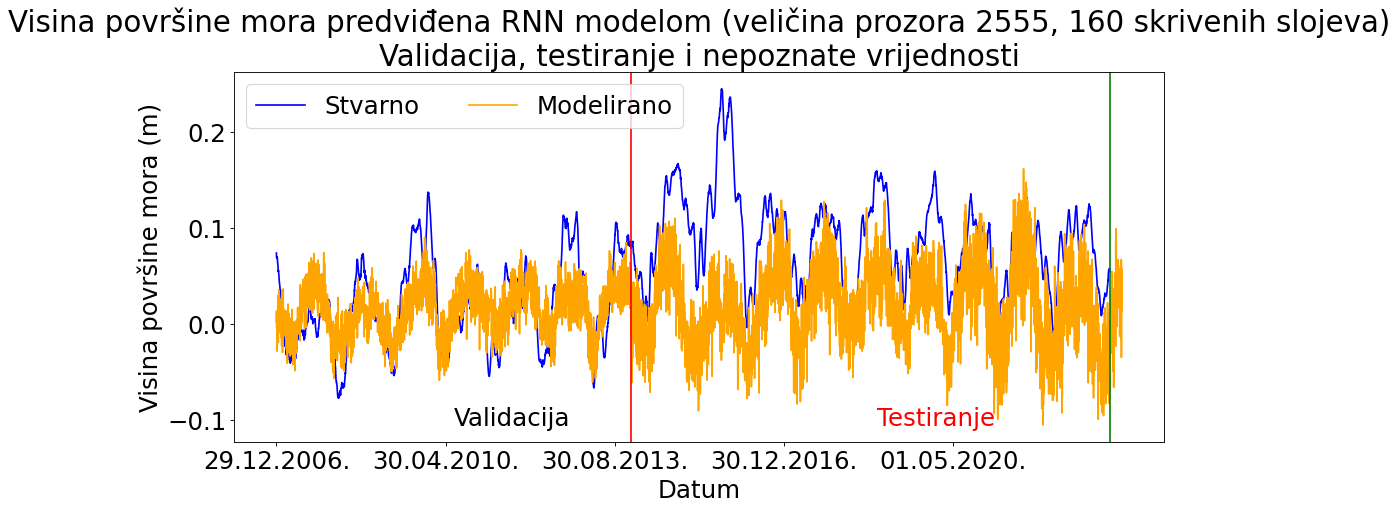 Visina površine mora predviđena RNN modelom (veličina prozora 2555, 160 skrivenih slojeva)
Validacija, testiranje i nepoznate vrijednosti
Stvarno Modelirano
Visina površine mora (m)
0.2
0.1
0.0
−0.1
Validacija Testiranje
29.12.2006. 30.04.2010. 30.08.2013. 30.12.2016. 01.05.2020.
Datum